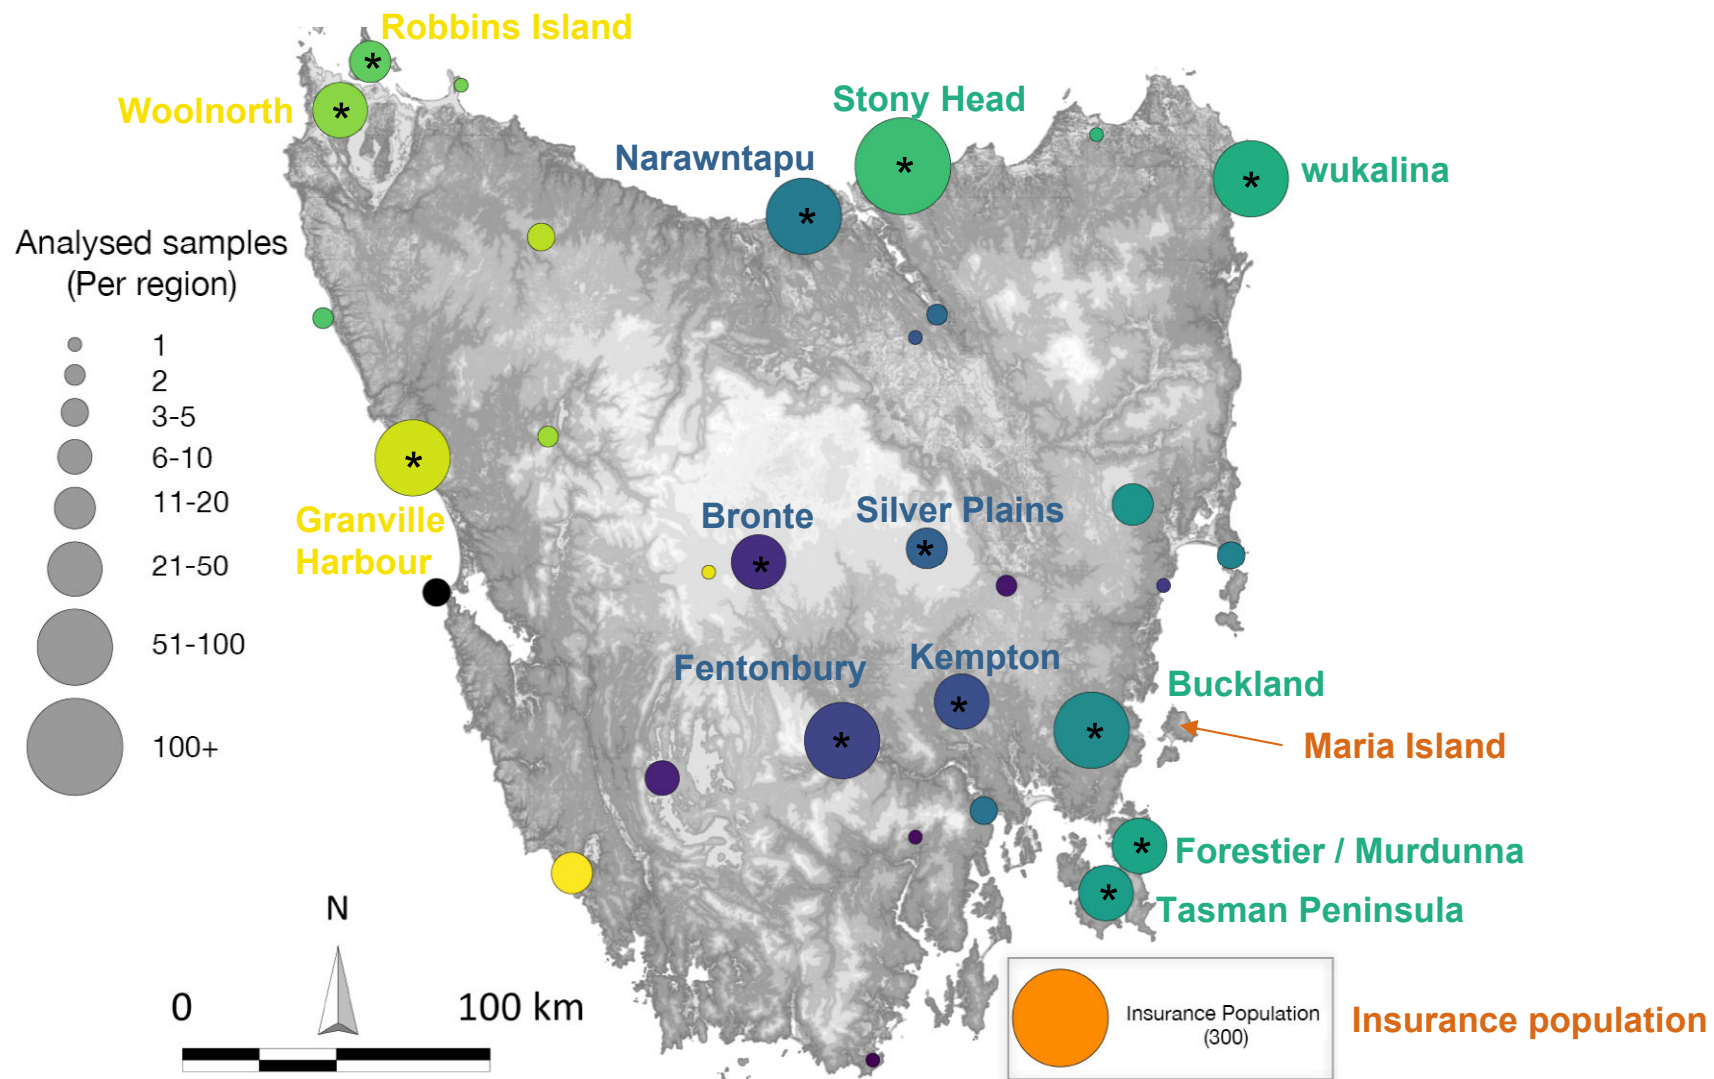 Robbins Island
*
Woolnorth
*
Stony Head
*
Narawntapu
*
wukalina
*
Analysed samples
(Per region)
1
2
3-5
6-10
11-20
21-50
51-100
100+
*
Granville
Harbour
Bronte
*
Silver Plains
*
Fentonbury
*
Kempton
*
Buckland
*
Maria Island
Forestier / Murdunna
*
Tasman Peninsula
*
N
0
100 km
Insurance Population
(300)
Insurance population